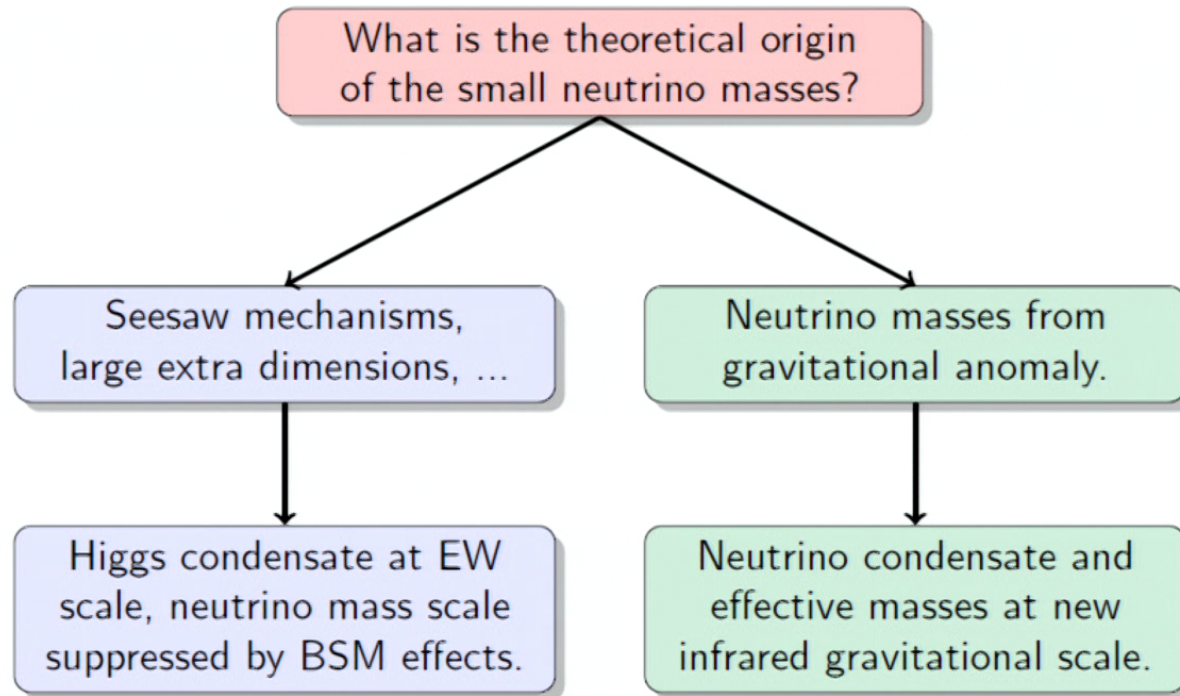 What is the theoretical origin
of the small neutrino masses?
Seesaw mechanisms,
large extra dimensions, ...
Neutrino masses from
gravitational anomaly.
Higgs condensate at EW
scale, neutrino mass scale
suppressed by BSM effects.
Neutrino condensate and
effective masses at new
infrared gravitational scale.